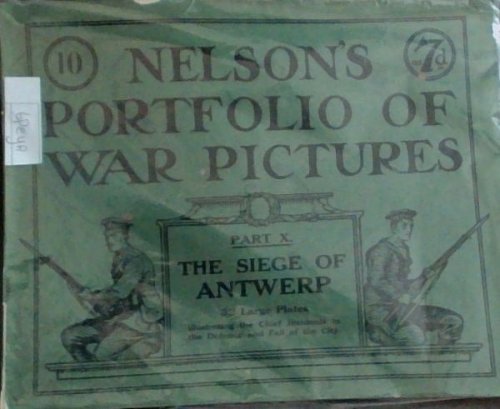 10 NELSON'S 7d
PORTFOLIO OF
WAR PICTURES
PART X.
THE SIEGE OF
ANTWERP
32 Large Plates
Illustrating the Chief Incidents in
the Defence and Fall of the City